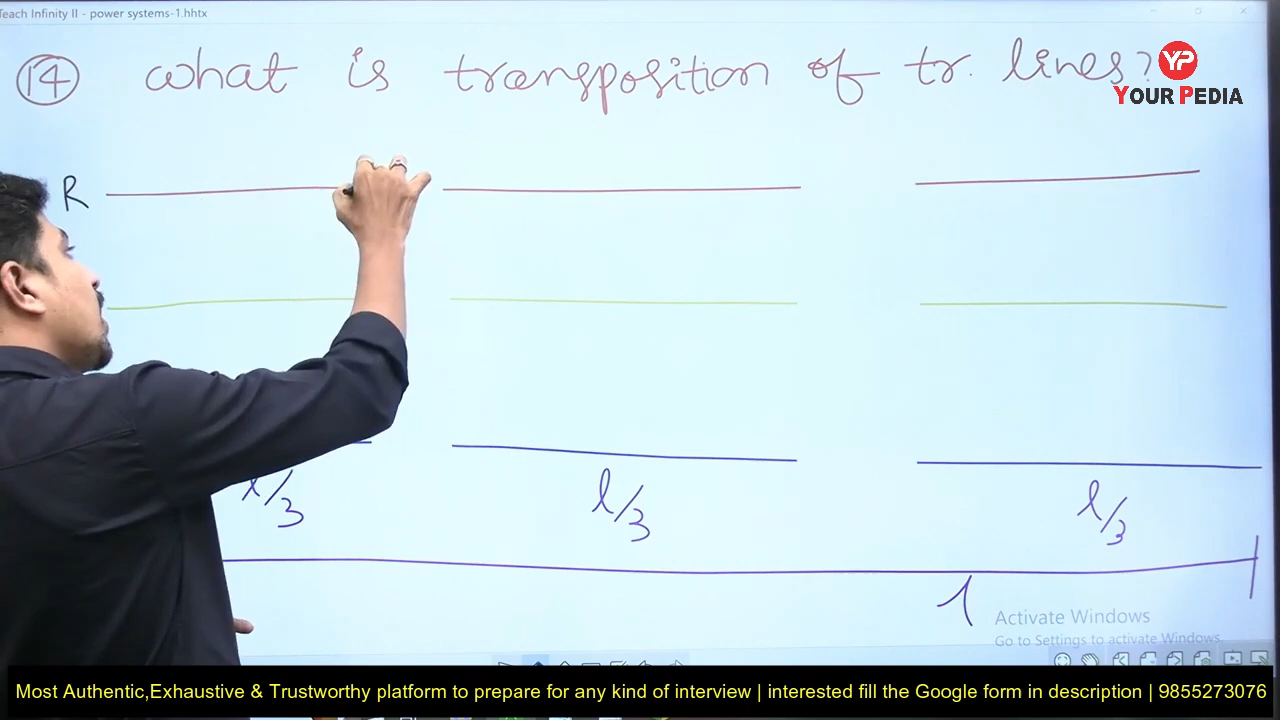 Teach Infinity II - power systems-1.hhtx
14 what is transposition of tr. lines?
YP
YOUR PEDIA
R
l/3 l/3 l/3
l
Activate Windows
Go to Settings to activate Windows.
Most Authentic,Exhaustive & Trustworthy platform to prepare for any kind of interview | interested fill the Google form in description | 9855273076